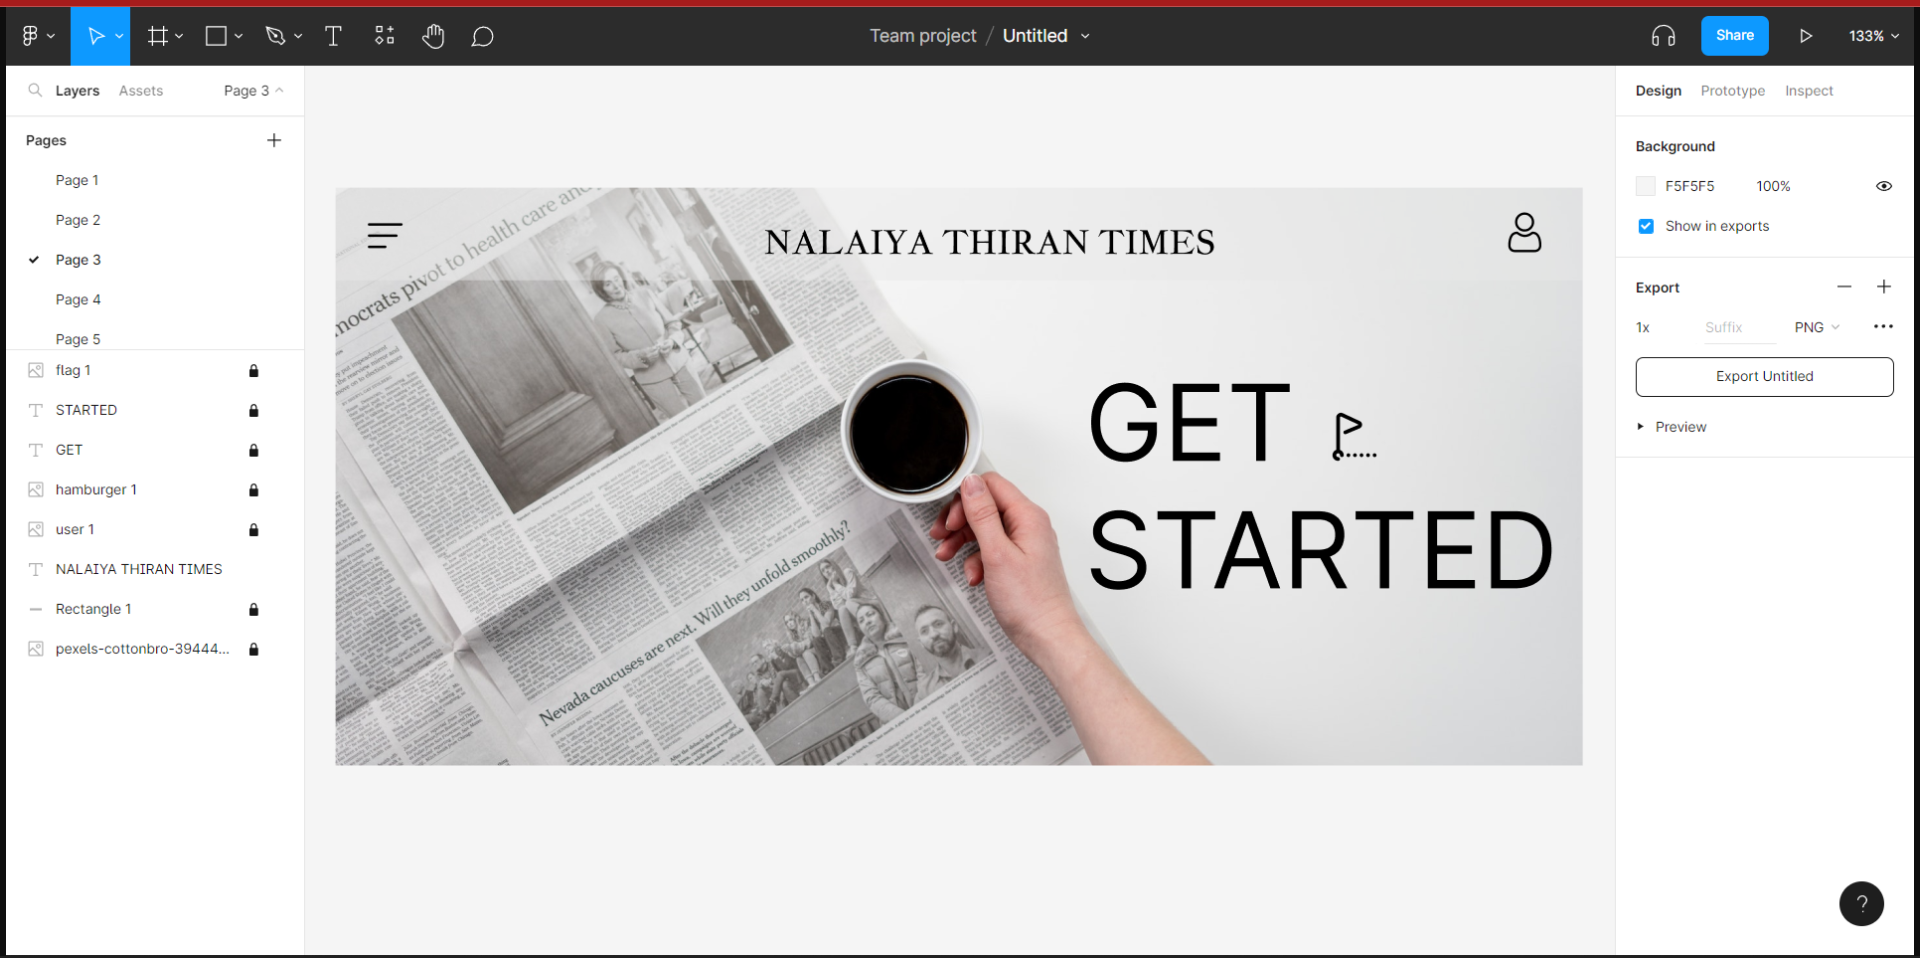 Team project / Untitled
Share
133%
Layers Assets Page 3
Pages
Page 1
Page 2
Page 3
Page 4
Page 5
flag 1
STARTED
GET
hamburger 1
user 1
NALAIYA THIRAN TIMES
Rectangle 1
pexels-cottonbro-39444...
mocrats pivot to health care and
NALAIYA THIRAN TIMES
GET
STARTED
Nevada caucuses are next. Will they unfold smoothly?
Design Prototype Inspect
Background
F5F5F5 100%
Show in exports
Export
1x Suffix PNG
Export Untitled
Preview
?